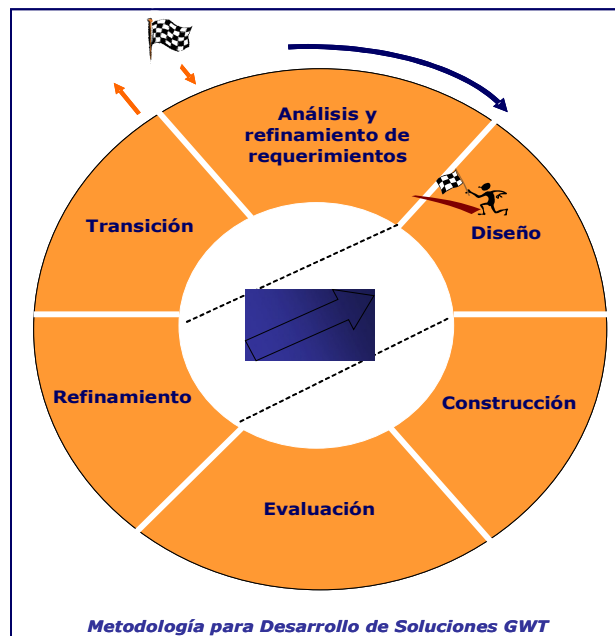 Análisis y
refinamiento de
requerimientos
Transición
Diseño
Refinamiento
Construcción
Evaluación
Metodología para Desarrollo de Soluciones GWT